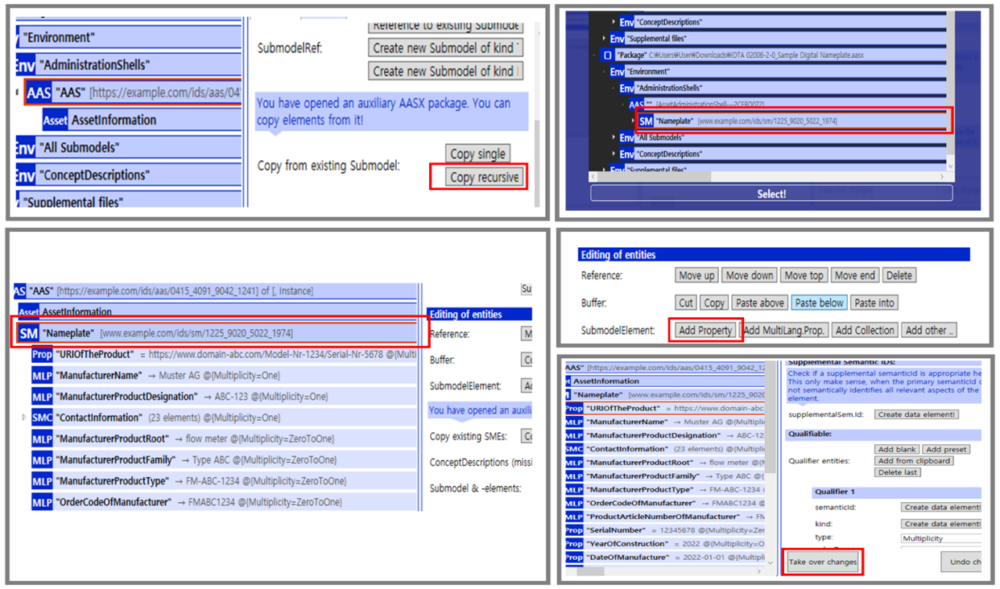 "Environment"
Env "AdministrationShells"
AAS "AAS" [https://example.com/ids/aas/04
Asset AssetInformation
Env "All Submodels"
Env "ConceptDescriptions"
"Supplemental files"
Reference to existing Submode
SubmodelRef:
Create new Submodel of kind
Create new Submodel of kind
You have opened an auxiliary AASX package. You can
copy elements from it!
Copy single
Copy from existing Submodel:
Copy recursive
Env "ConceptDescriptions"
Env "Supplemental files"
"Package" C:\Users\User\Downloads\IDTA 02006-2-0_Sample Digital Nameplate.aasx
Env "Environment"
Env "AdministrationShells"
AAS "" [AssetAdministrationShell---2CEBD072]
SM "Nameplate" [www.example.com/ids/sm/1225_9020_5022_1974]
Env "All Submodels"
Env "ConceptDescriptions"
Env "Supplemental files"
Select!
AS "AAS" [https://example.com/ids/aas/0415_4091_9042_1241] of [, Instance]
Asset AssetInformation
SM "Nameplate" [www.example.com/ids/sm/1225_9020_5022_1974]
Prop "URIOfTheProduct" = https://www.domain-abc.com/Model-Nr-1234/Serial-Nr-5678 @{Multi
MLP "ManufacturerName" → Muster AG @{Multiplicity=One}
MLP "ManufacturerProductDesignation" → ABC-123 @{Multiplicity=One}
SMC "ContactInformation" (23 elements) @{Multiplicity=One}
MLP "ManufacturerProductRoot" → flow meter @{Multiplicity=ZeroToOne}
MLP "ManufacturerProductFamily" → Type ABC @{Multiplicity=ZeroToOne}
MLP "ManufacturerProductType" → FM-ABC-1234 @{Multiplicity=ZeroToOne}
MLP "OrderCodeOfManufacturer" → FMABC1234 @{Multiplicity=ZeroToOne}
Su
Editing of entities
Reference:
Buffer:
SubmodelElement:
You have opened an auxili
Copy existing SMEs:
ConceptDescriptions (missi
Submodel & -elements:
Editing of entities
Reference: Move up Move down Move top Move end Delete
Buffer: Cut Copy Paste above Paste below Paste into
SubmodelElement: Add Property Add MultiLang.Prop. Add Collection Add other ..
AAS" [https://example.com/ids/aas/0415_4091_9042_12
AssetInformation
"Nameplate" [www.example.com/ids/sm/1225_9020
Prop "URIOfTheProduct" = https://www.domain-abc.
MLP "ManufacturerName" → Muster AG @{Multipli
MLP "ManufacturerProductDesignation" → ABC-12
SMC "ContactInformation" (23 elements) @{Multipli
MLP "ManufacturerProductRoot" → flow meter @{M
MLP "ManufacturerProductFamily" → Type ABC @{
MLP "ManufacturerProductType" → FM-ABC-1234
MLP "OrderCodeOfManufacturer" → FMABC1234 @
MLP "ProductArticleNumberOfManufacturer" → FM
Prop "SerialNumber" = 12345678 @{Multiplicity=Zer
Prop "YearOfConstruction" = 2022 @{Multiplicity=O
Prop "DateOfManufacture" = 2022-01-01 @{Multipli
Supplemental Semantic IDs:
Check if a supplemental semanticId is appropriate he
This only make sense, when the primary semanticId
not semantically identifies all relevant aspects of the
element.
supplementalSem.Id: Create data element!
Qualifiable:
Add blank Add preset
Qualifier entities: Add from clipboard
Delete last
Qualifier 1
semanticId: Create data element!
kind: Create data element!
type: Multiplicity
Take over changes Undo ch